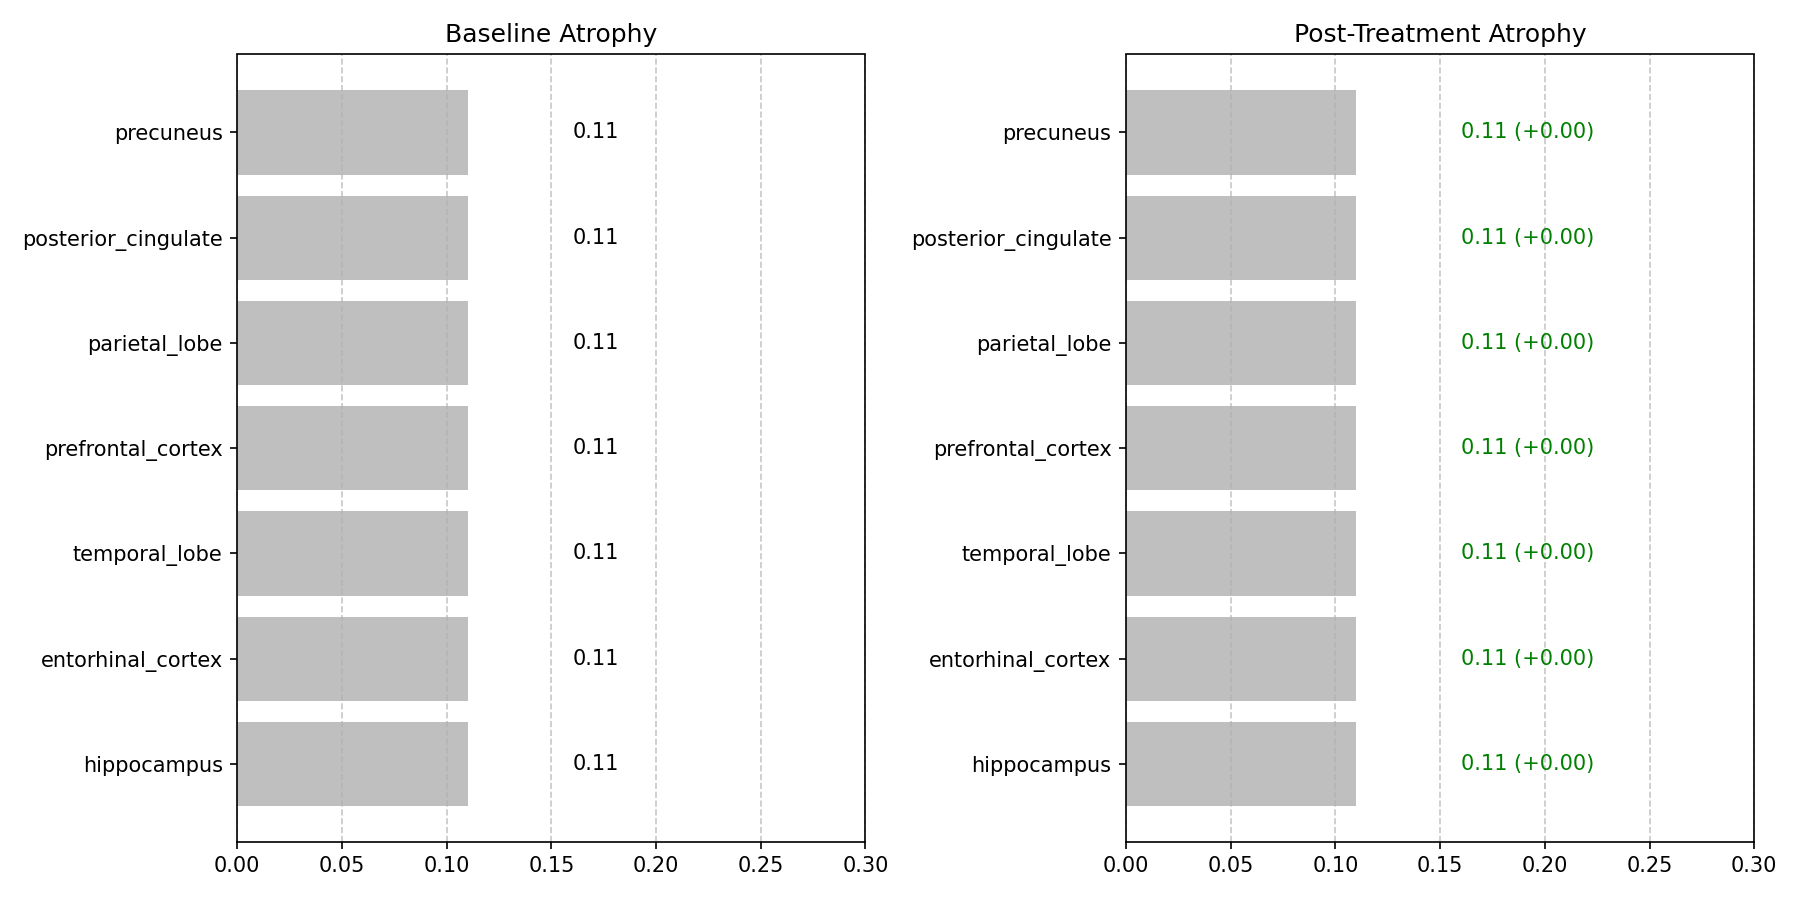 Baseline Atrophy
precuneus 0.11
posterior_cingulate 0.11
parietal_lobe 0.11
prefrontal_cortex 0.11
temporal_lobe 0.11
entorhinal_cortex 0.11
hippocampus 0.11
0.00 0.05 0.10 0.15 0.20 0.25 0.30
Post-Treatment Atrophy
precuneus 0.11 (+0.00)
posterior_cingulate 0.11 (+0.00)
parietal_lobe 0.11 (+0.00)
prefrontal_cortex 0.11 (+0.00)
temporal_lobe 0.11 (+0.00)
entorhinal_cortex 0.11 (+0.00)
hippocampus 0.11 (+0.00)
0.00 0.05 0.10 0.15 0.20 0.25 0.30